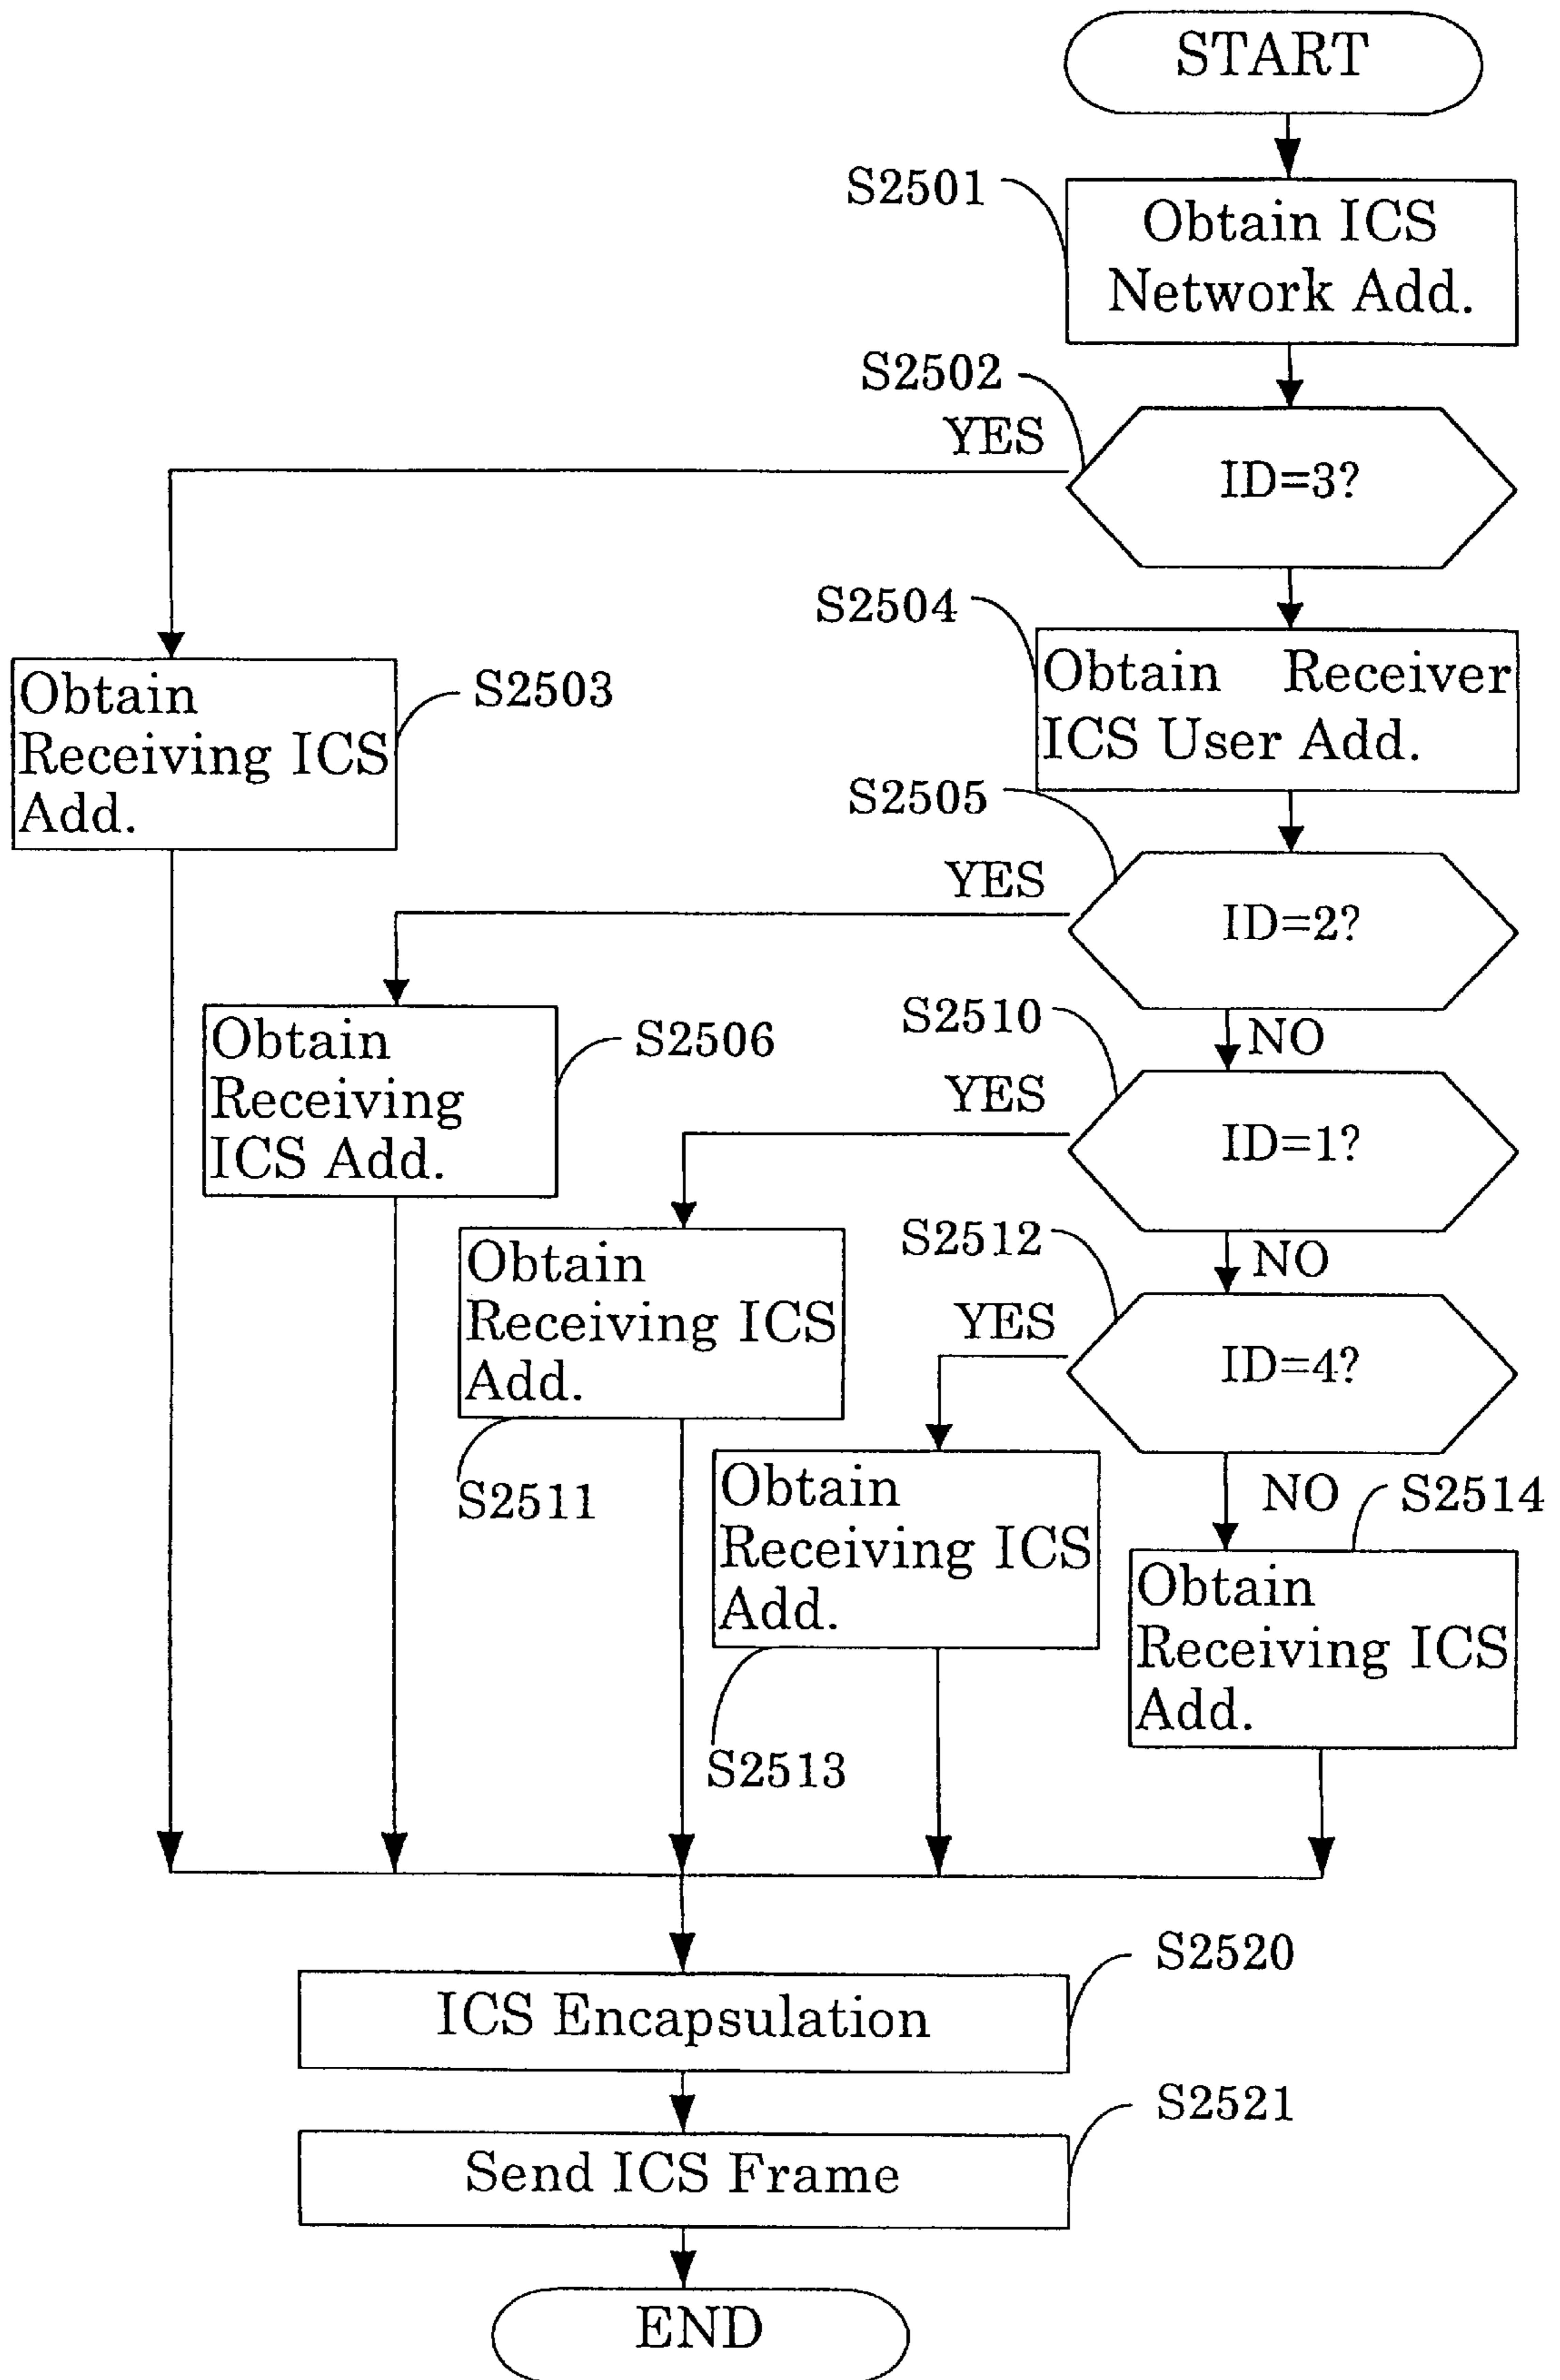 START
S2501
Obtain ICS
Network Add.
S2502
YES
ID=3?
S2504
Obtain Receiver
ICS User Add.
Obtain
Receiving ICS
Add.
S2503
S2505
YES
ID=2?
Obtain
Receiving
ICS Add.
S2506
S2510
NO
YES
ID=1?
Obtain
Receiving ICS
Add.
S2511
S2512
NO
YES
ID=4?
Obtain
Receiving ICS
Add.
S2513
NO
S2514
Obtain
Receiving ICS
Add.
S2520
ICS Encapsulation
S2521
Send ICS Frame
END